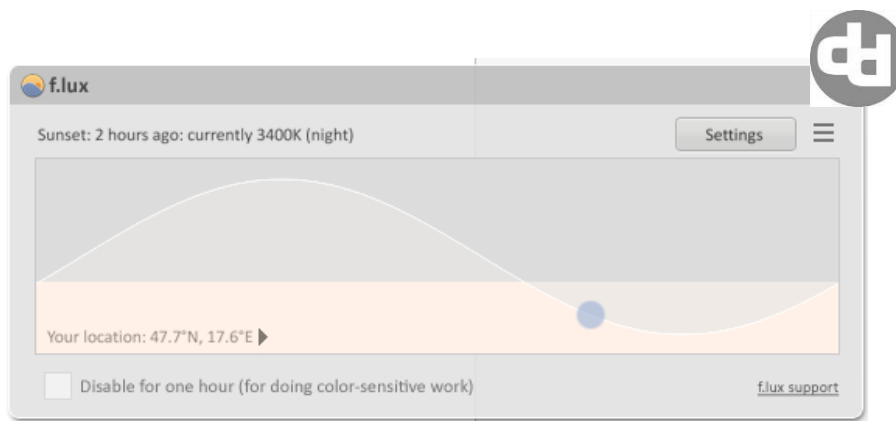 f.lux
Sunset: 2 hours ago: currently 3400K (night)
Settings
Your location: 47.7°N, 17.6°E
Disable for one hour (for doing color-sensitive work)
f.lux support